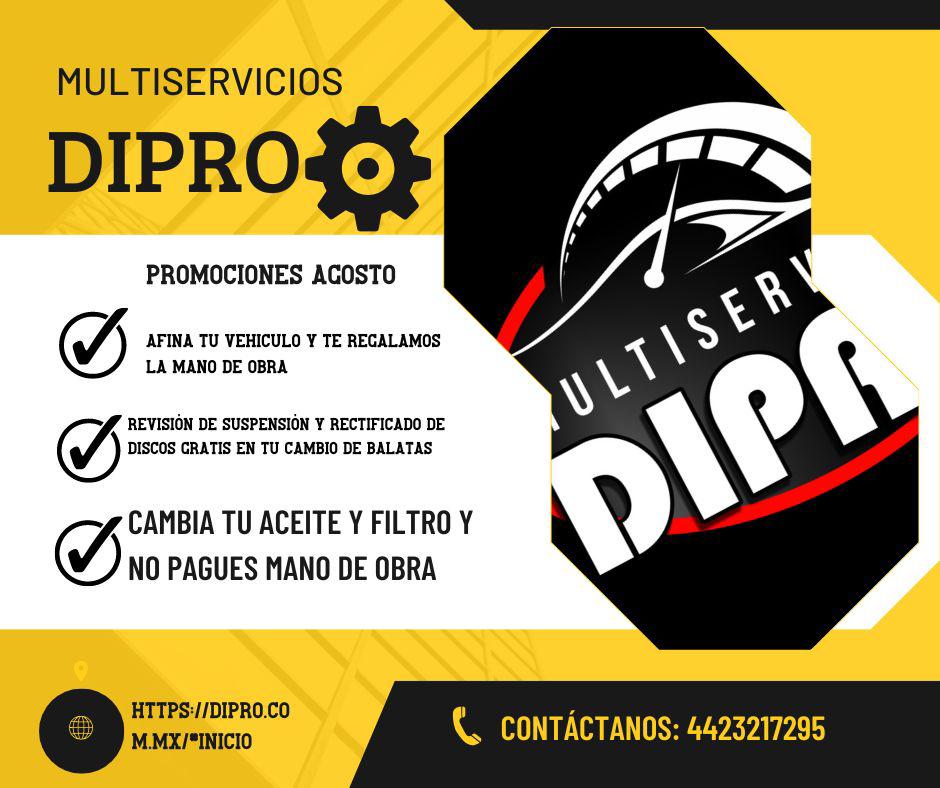 MULTISERVICIOS
DIPRO
PROMOCIONES AGOSTO
AFINA TU VEHICULO Y TE REGALAMOS
LA MANO DE OBRA
REVISIÓN DE SUSPENSIÓN Y RECTIFICADO DE
DISCOS GRATIS EN TU CAMBIO DE BALATAS
CAMBIA TU ACEITE Y FILTRO Y
NO PAGUES MANO DE OBRA
MULTISERV
DIPR
HTTPS://DIPRO.CO
M.MX/#INICIO
CONTÁCTANOS: 4423217295